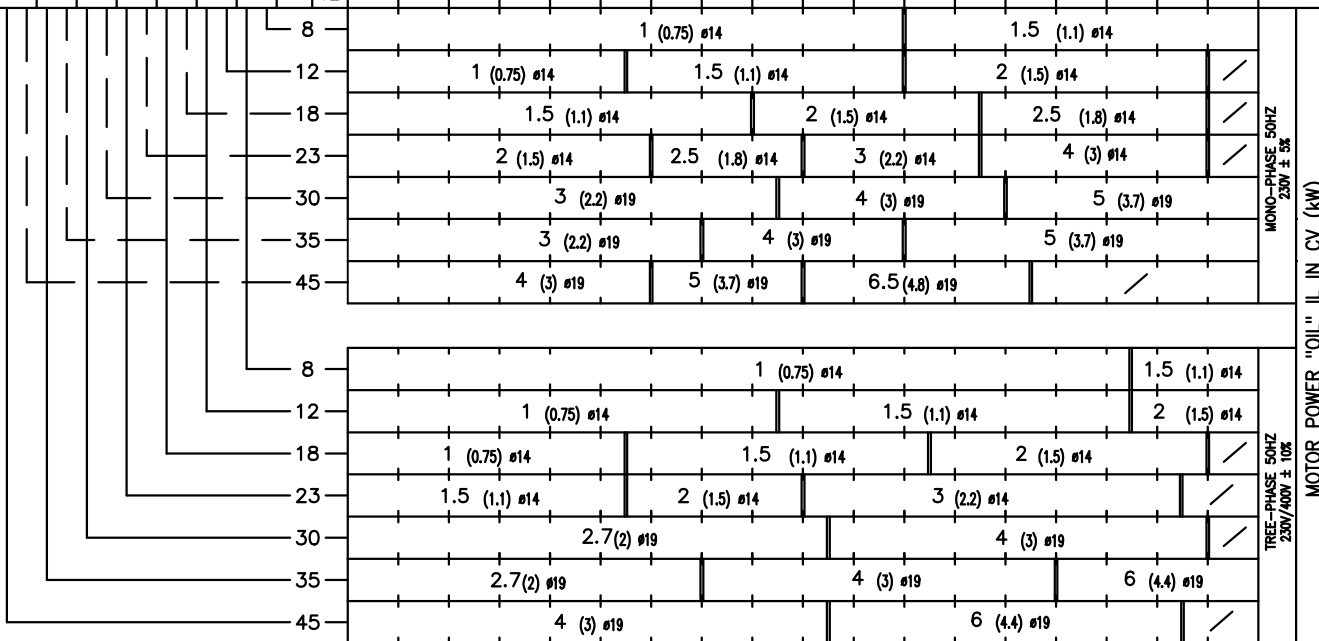 8 1 (0.75) ø14 1.5 (1.1) ø14
12 1 (0.75) ø14 1.5 (1.1) ø14 2 (1.5) ø14
18 1.5 (1.1) ø14 2 (1.5) ø14 2.5 (1.8) ø14
23 2 (1.5) ø14 2.5 (1.8) ø14 3 (2.2) ø14 4 (3) ø14
30 3 (2.2) ø19 4 (3) ø19 5 (3.7) ø19
35 3 (2.2) ø19 4 (3) ø19 5 (3.7) ø19
45 4 (3) ø19 5 (3.7) ø19 6.5 (4.8) ø19
MONO-PHASE 50HZ
230V ± 5%
8 1 (0.75) ø14 1.5 (1.1) ø14
12 1 (0.75) ø14 1.5 (1.1) ø14 2 (1.5) ø14
18 1 (0.75) ø14 1.5 (1.1) ø14 2 (1.5) ø14
23 1.5 (1.1) ø14 2 (1.5) ø14 3 (2.2) ø14
30 2.7(2) ø19 4 (3) ø19
35 2.7(2) ø19 4 (3) ø19 6 (4.4) ø19
45 4 (3) ø19 6 (4.4) ø19
TREE-PHASE 50HZ
230V/400V ± 10%
MOTOR POWER "OIL" IL IN CV (kW)